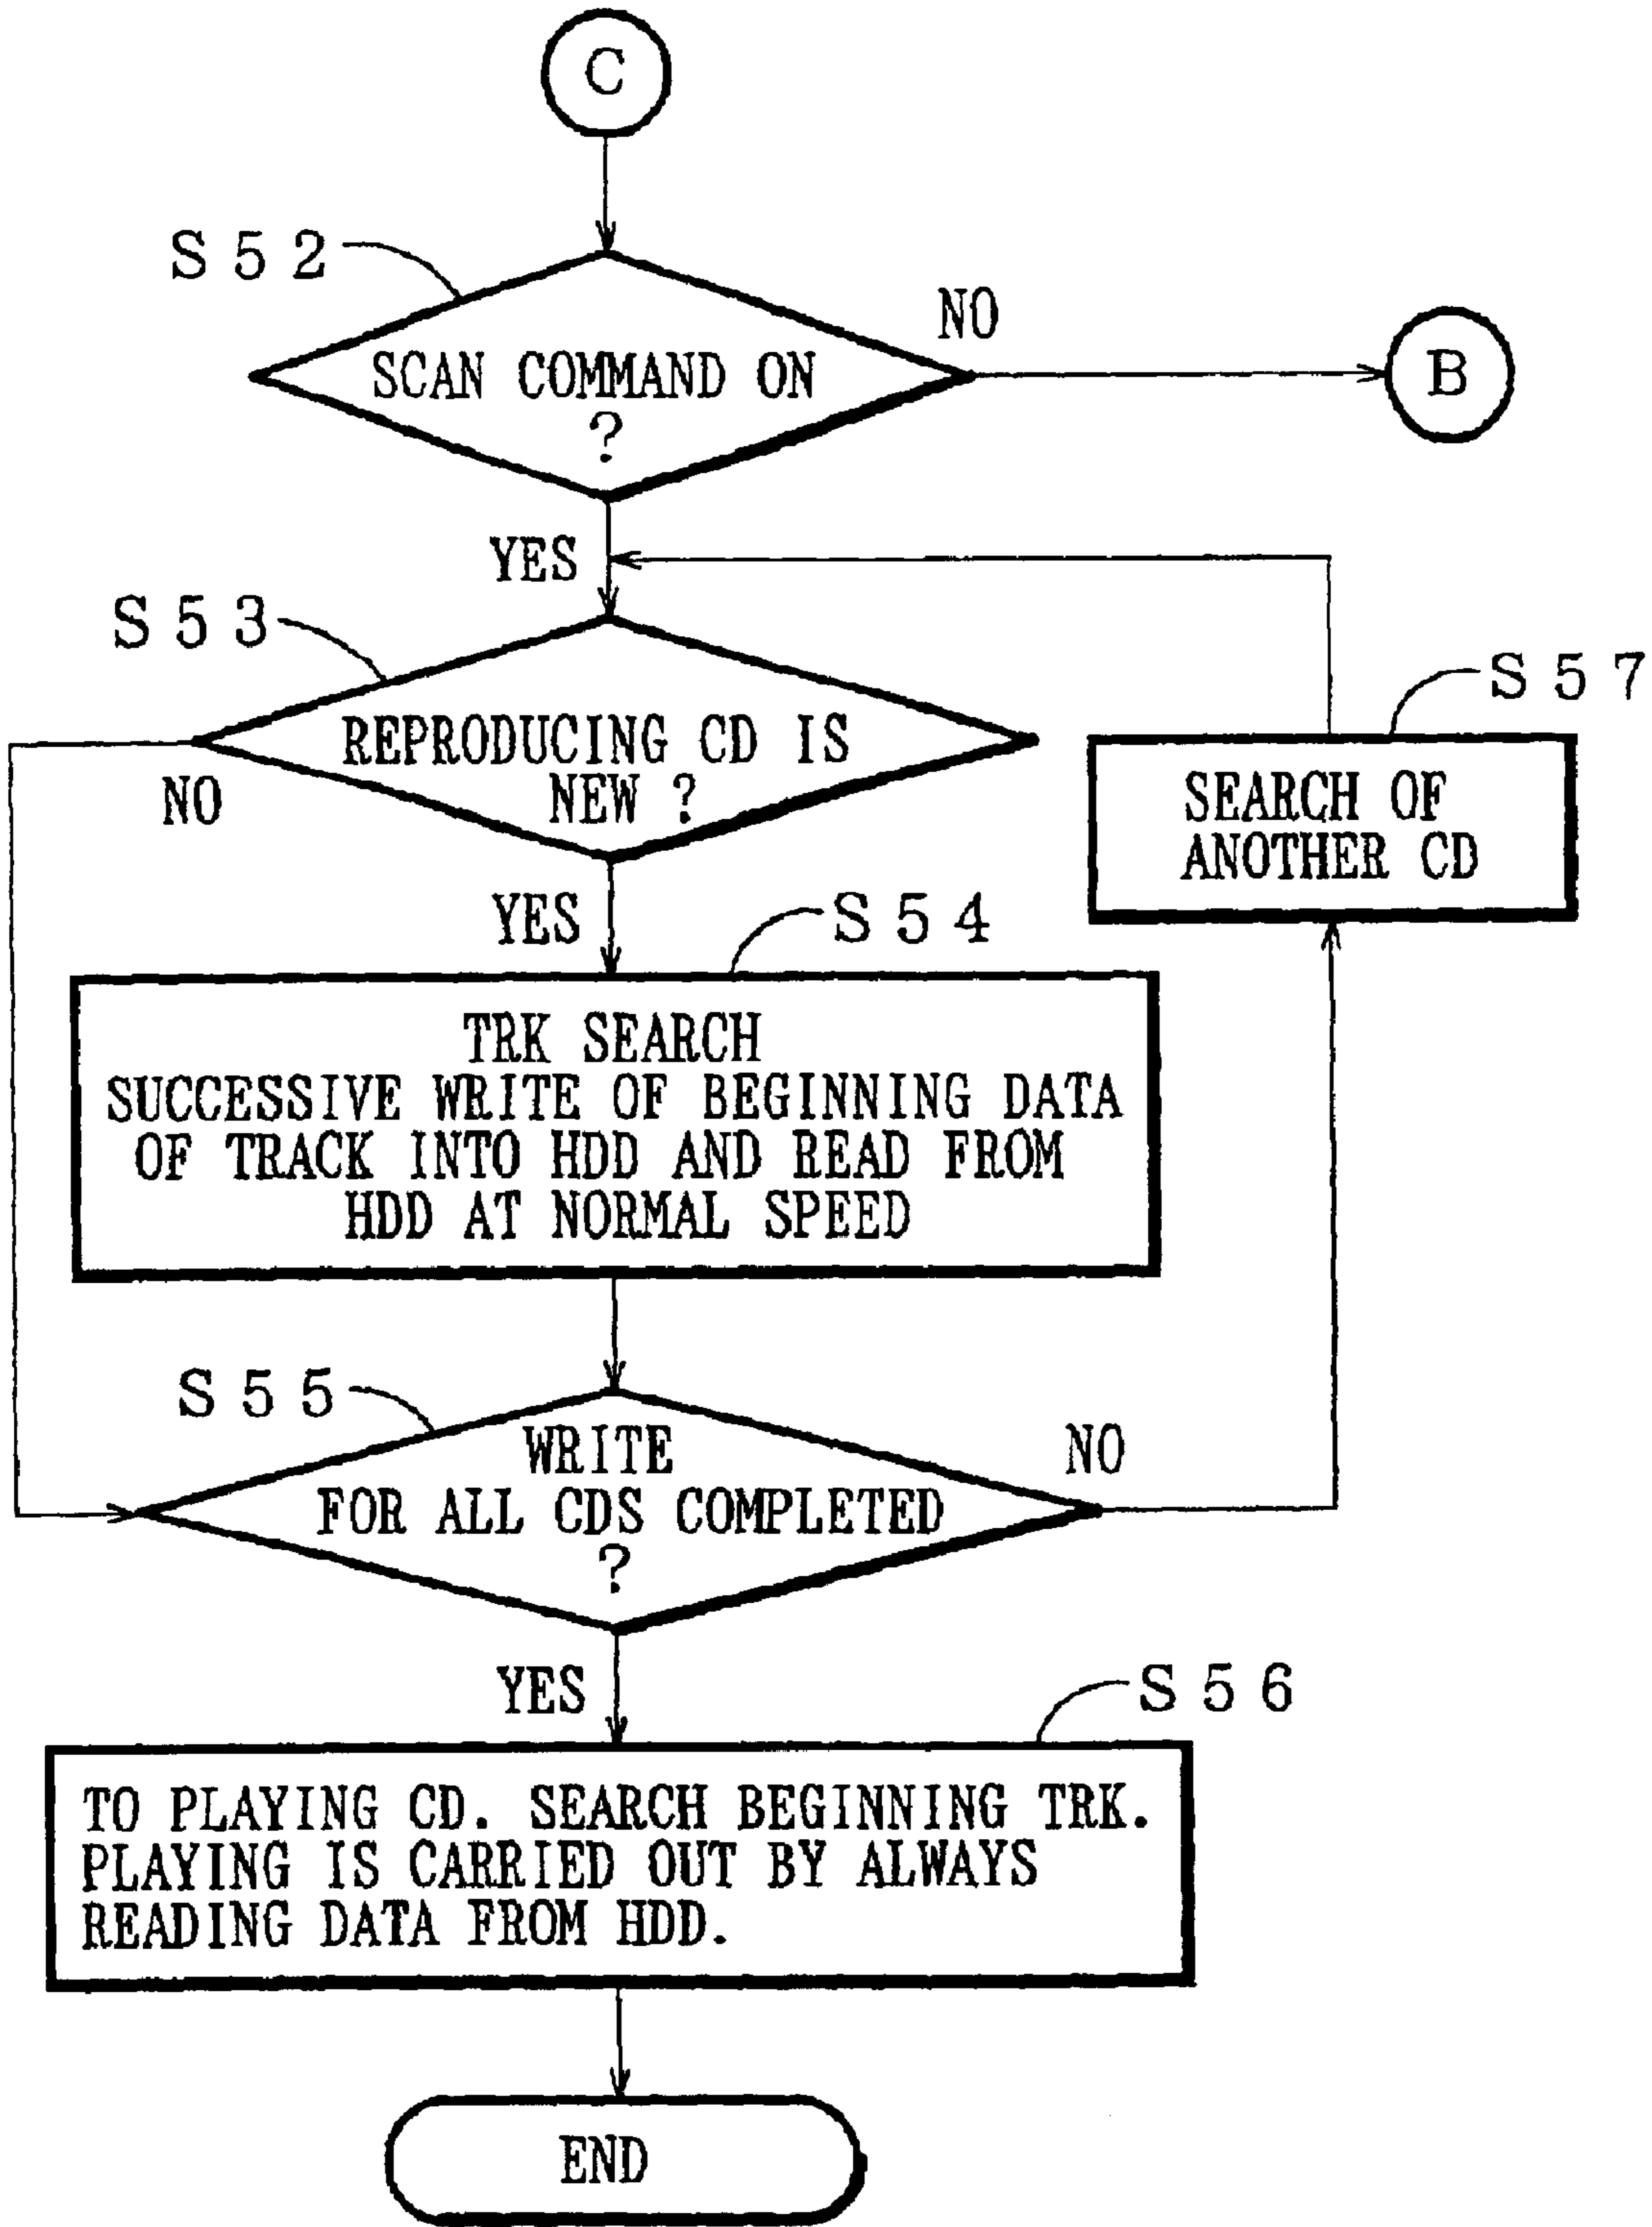 C
S52
NO
SCAN COMMAND ON
?
B
YES
S53
S57
REPRODUCING CD IS
NEW ?
NO
SEARCH OF
ANOTHER CD
YES
S54
TRK SEARCH
SUCCESSIVE WRITE OF BEGINNING DATA
OF TRACK INTO HDD AND READ FROM
HDD AT NORMAL SPEED
S55
WRITE
FOR ALL CDS COMPLETED
?
NO
YES
S56
TO PLAYING CD. SEARCH BEGINNING TRK.
PLAYING IS CARRIED OUT BY ALWAYS
READING DATA FROM HDD.
END